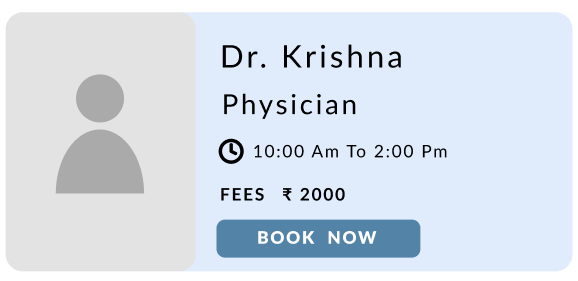 Dr. Krishna
Physician
10:00 Am To 2:00 Pm
FEES ₹ 2000
BOOK NOW